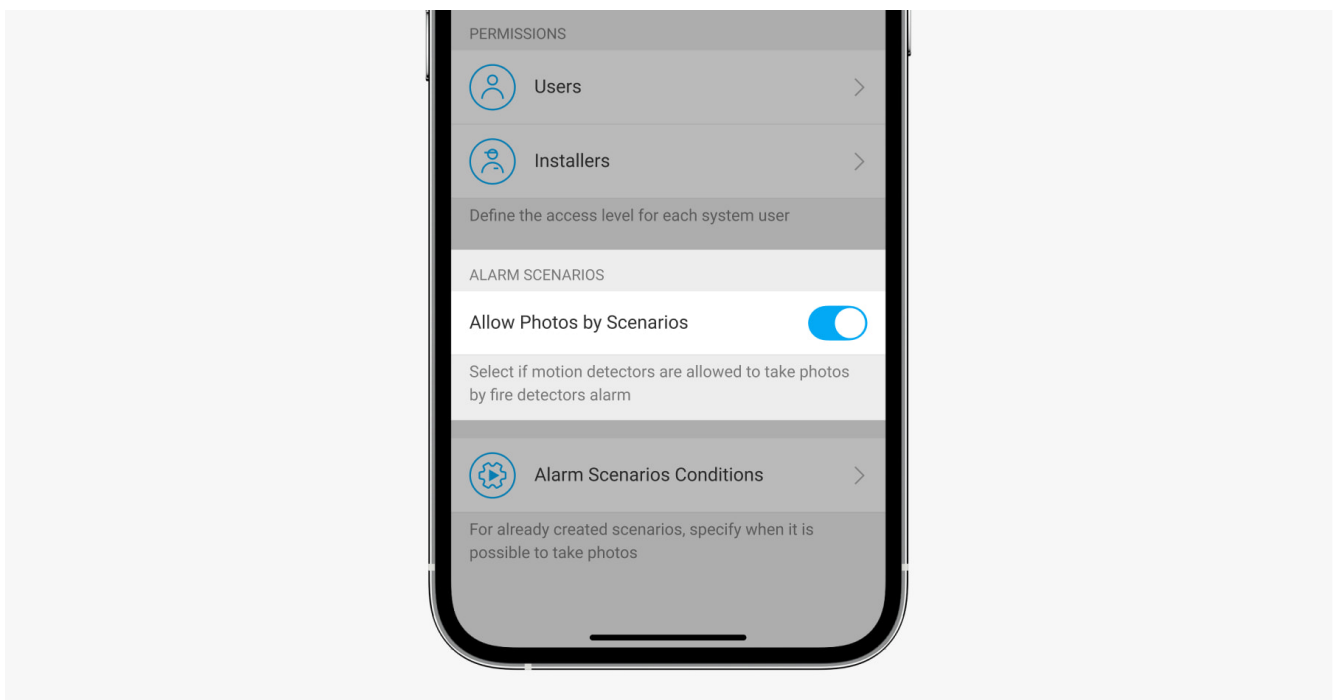 PERMISSIONS
Users
Installers
Define the access level for each system user
ALARM SCENARIOS
Allow Photos by Scenarios
Select if motion detectors are allowed to take photos
by fire detectors alarm
Alarm Scenarios Conditions
For already created scenarios, specify when it is
possible to take photos